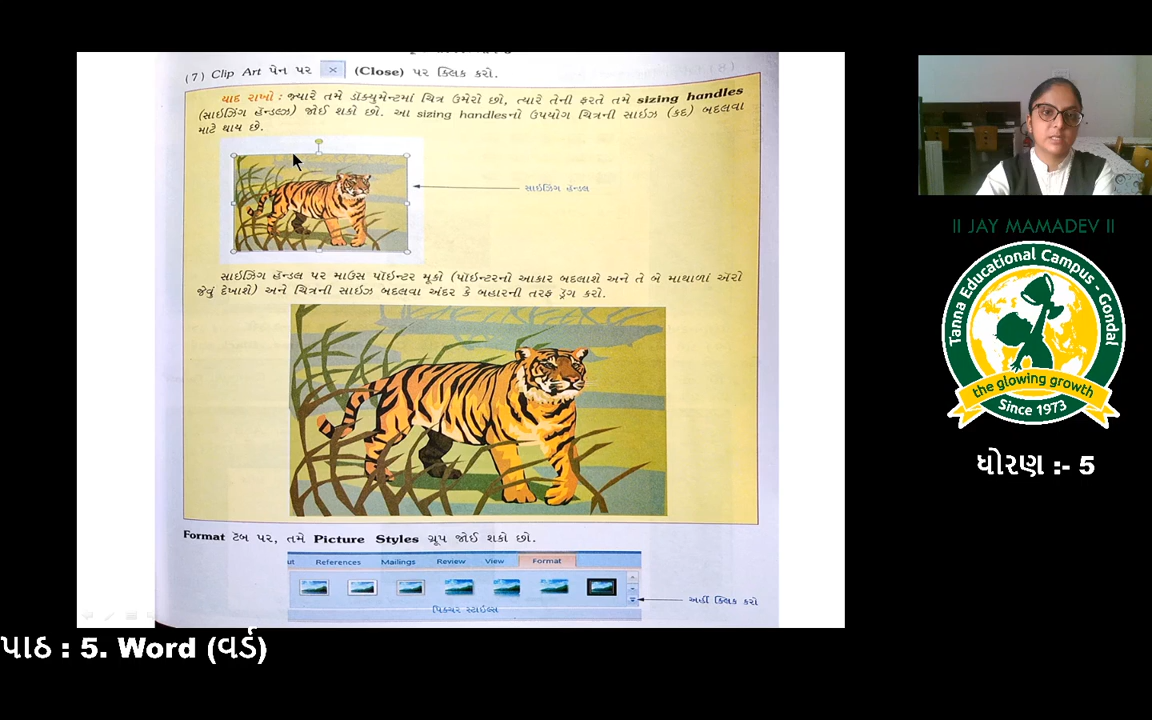 (7) Clip Art પેન પર × (Close) પર ક્લિક કરો.
યાદ રાખો : જ્યારે તમે ડૉક્યુમેન્ટમાં ચિત્ર ઉમેરો છો, ત્યારે તેની ફરતે તમે sizing handles
(સાઇઝિંગ હૅન્ડલ્ઝ) જોઈ શકો છો. આ sizing handlesનો ઉપયોગ ચિત્રની સાઇઝ (કદ) બદલવા
માટે થાય છે.
સાઇઝિંગ હૅન્ડલ
સાઇઝિંગ હૅન્ડલ પર માઉસ પૉઇન્ટર મૂકો (પૉઇન્ટરનો આકાર બદલાશે અને તે બે માથાળાં ઍરો
જેવું દેખાશે) અને ચિત્રની સાઇઝ બદલવા અંદર કે બહારની તરફ ડ્રૅગ કરો.
Format ટૅબ પર, તમે Picture Styles ગ્રૂપ જોઈ શકો છો.
ut References Mailings Review View Format
પિક્ચર સ્ટાઇલ્સ
અહીં ક્લિક કરો
પાઠ : 5. Word (વર્ડ)
|| JAY MAMADEV ||
Tanna Educational Campus - Gondal
the glowing growth
Since 1973
ધોરણ :- 5